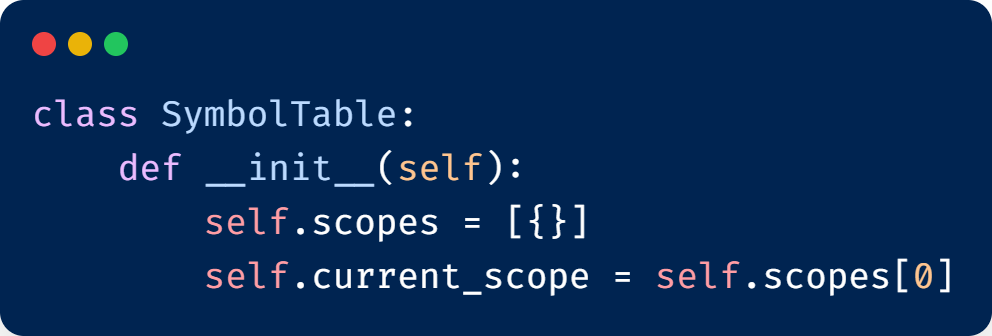 class SymbolTable:
    def __init__(self):
        self.scopes = [{}]
        self.current_scope = self.scopes[0]